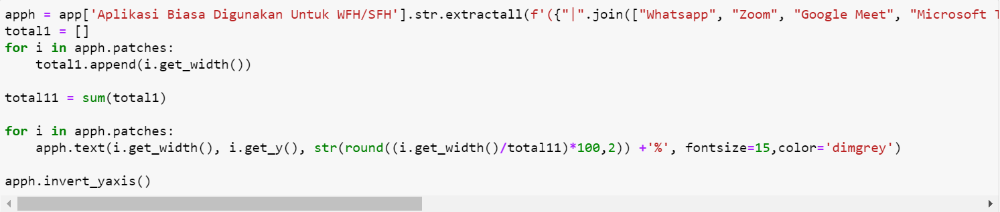 apph = app['Aplikasi Biasa Digunakan Untuk WFH/SFH'].str.extractall(f'({"|".join(["Whatsapp", "Zoom", "Google Meet", "Microsoft
total1 = []
for i in apph.patches:
    total1.append(i.get_width())
total11 = sum(total1)
for i in apph.patches:
    apph.text(i.get_width(), i.get_y(), str(round((i.get_width()/total11)*100,2)) +'%', fontsize=15,color='dimgrey')
apph.invert_yaxis()